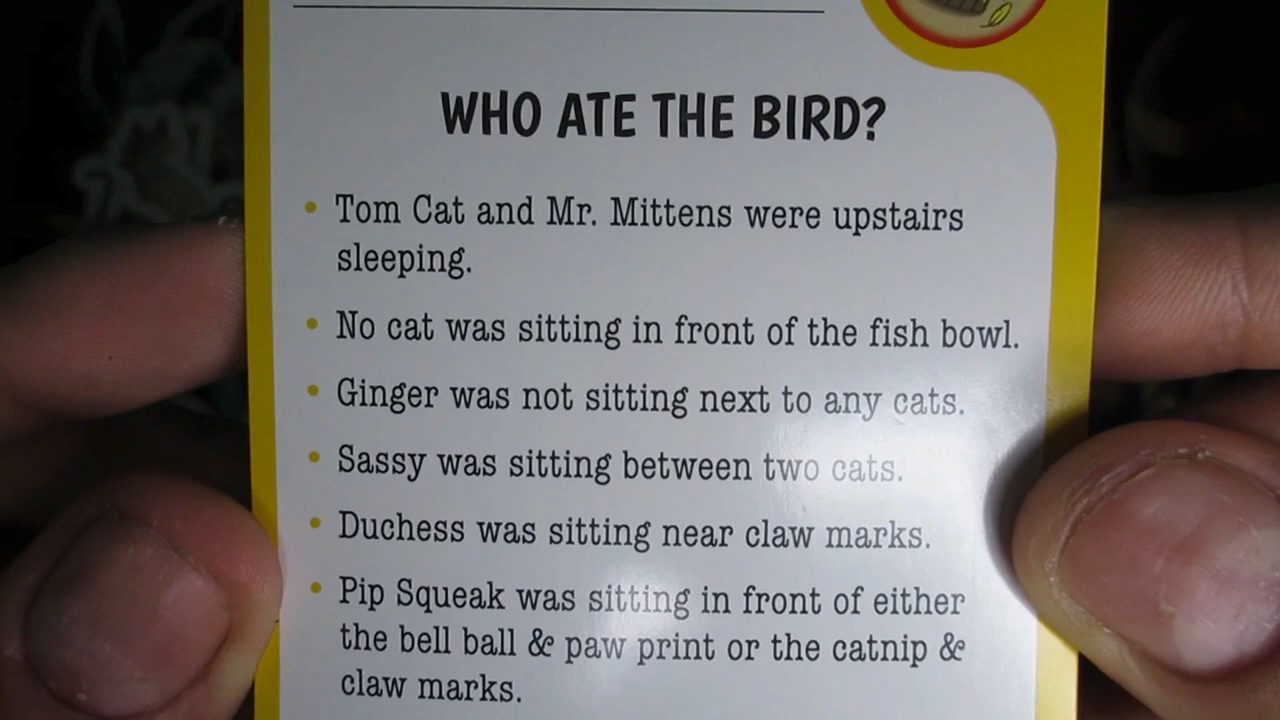 WHO ATE THE BIRD?
• Tom Cat and Mr. Mittens were upstairs
sleeping.
• No cat was sitting in front of the fish bowl.
• Ginger was not sitting next to any cats.
• Sassy was sitting between two cats.
• Duchess was sitting near claw marks.
• Pip Squeak was sitting in front of either
the bell ball & paw print or the catnip &
claw marks.